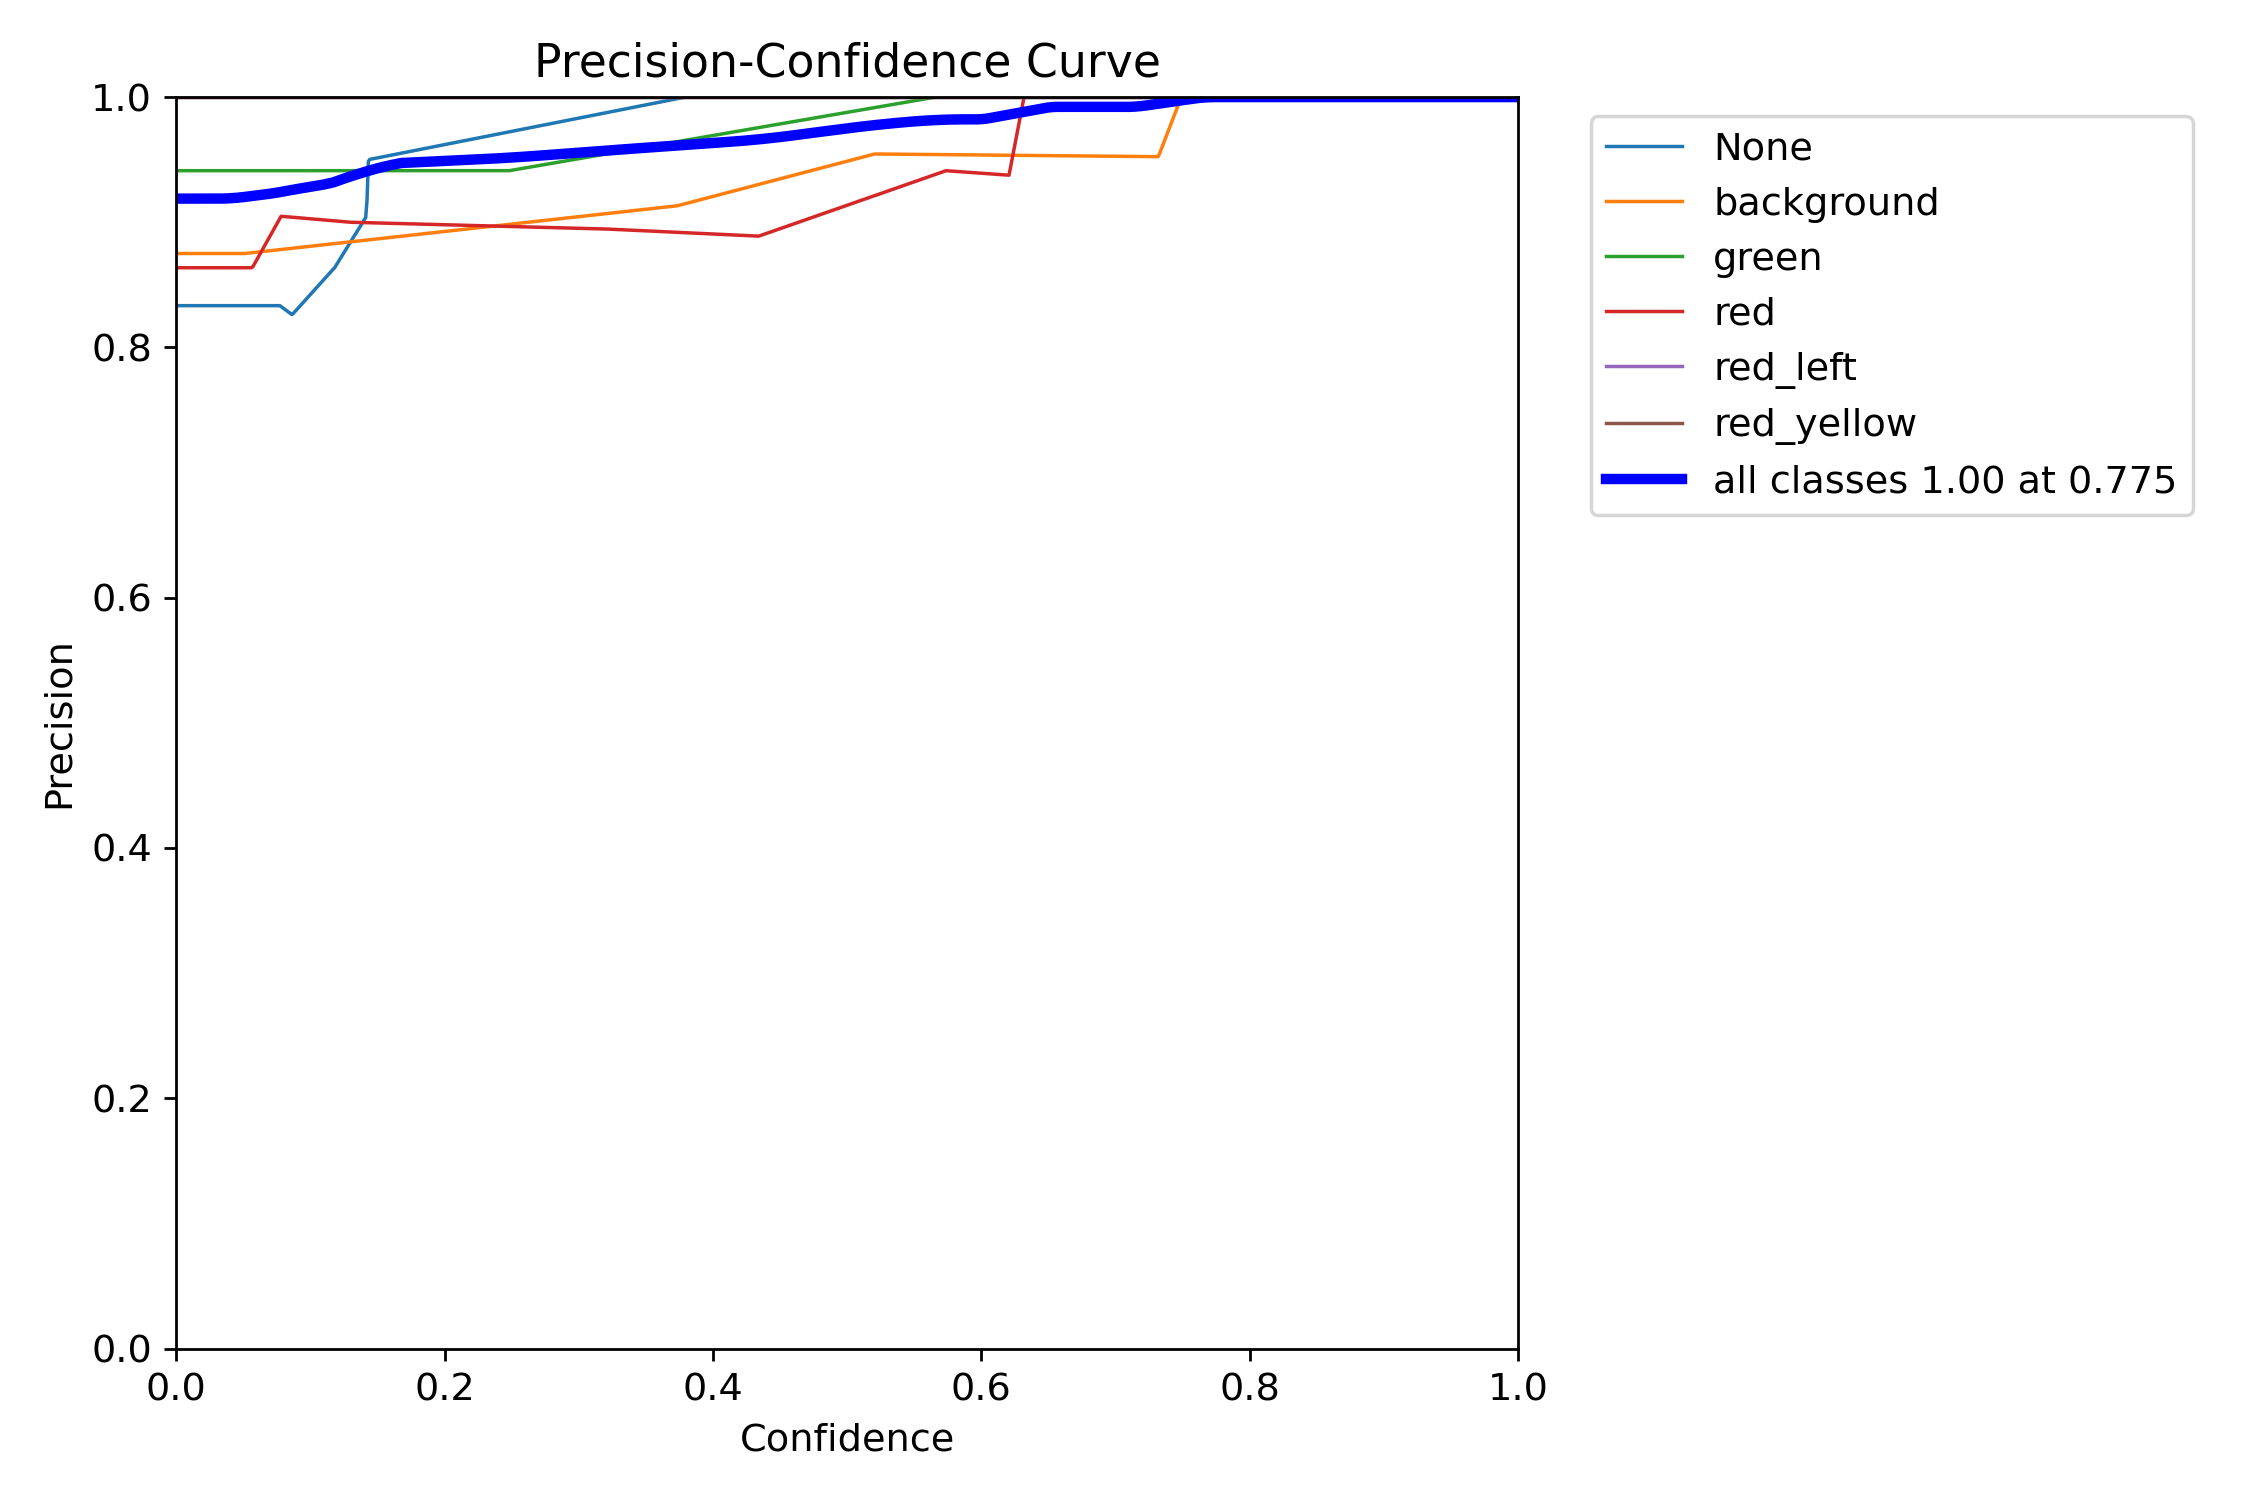 Precision-Confidence Curve
1.0
0.8
0.6
0.4
0.2
0.0
Precision
0.0 0.2 0.4 0.6 0.8 1.0
Confidence
None
background
green
red
red_left
red_yellow
all classes 1.00 at 0.775